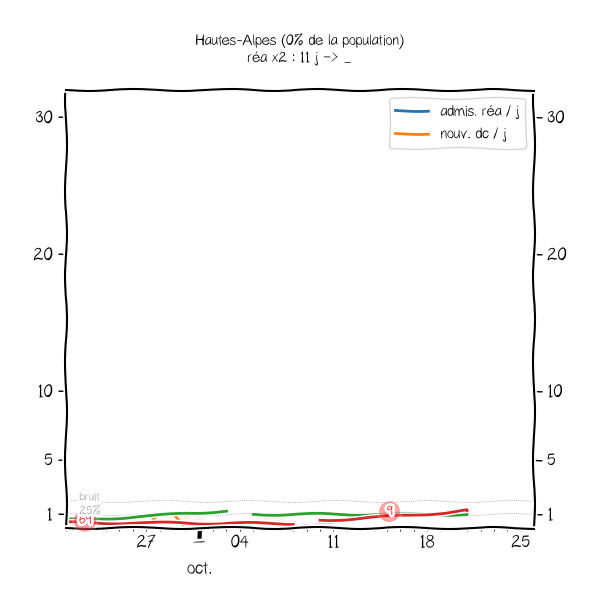 Hautes-Alpes (0% de la population)
réa x2 : 11 j -> _
admis. réa / j
nouv. dc / j
30
30
20
20
10
10
5
5
bruit
25%
9
1
1
27
04
11
18
25
oct.